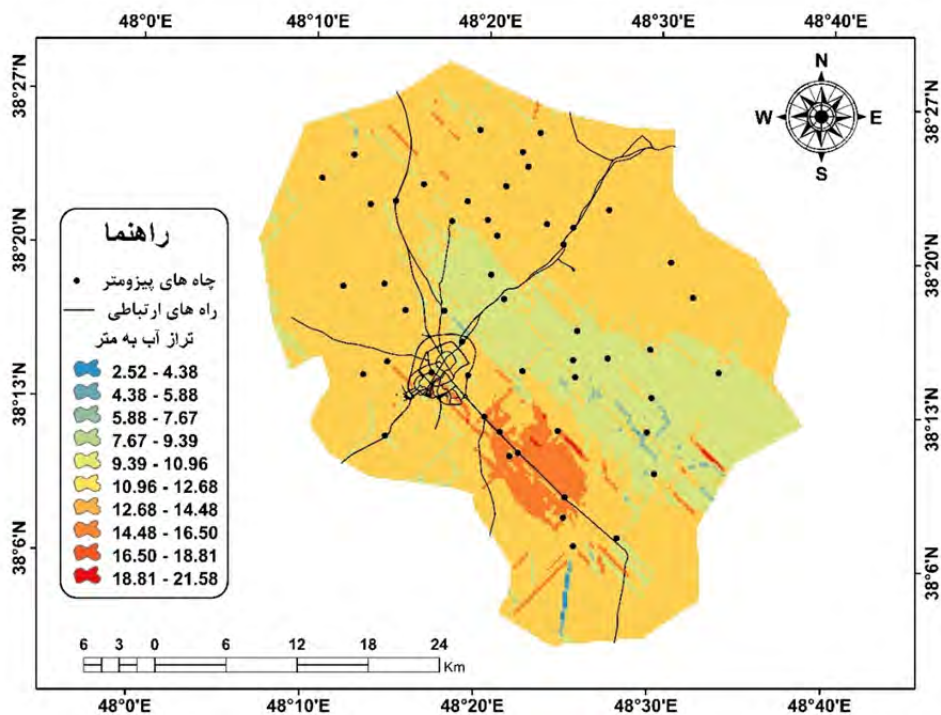 48°0'E 48°10'E 48°20'E 48°30'E 48°40'E
38°27'N
38°20'N
38°13'N
38°6'N
N
W E
S
38°27'N
38°20'N
38°13'N
38°6'N
راهنما
چاه های پیزومتر
راه های ارتباطی
تراز آب به متر
2.52 - 4.38
4.38 - 5.88
5.88 - 7.67
7.67 - 9.39
9.39 - 10.96
10.96 - 12.68
12.68 - 14.48
14.48 - 16.50
16.50 - 18.81
18.81 - 21.58
6 3 0 6 12 18 24
Km
48°0'E 48°10'E 48°20'E 48°30'E 48°40'E